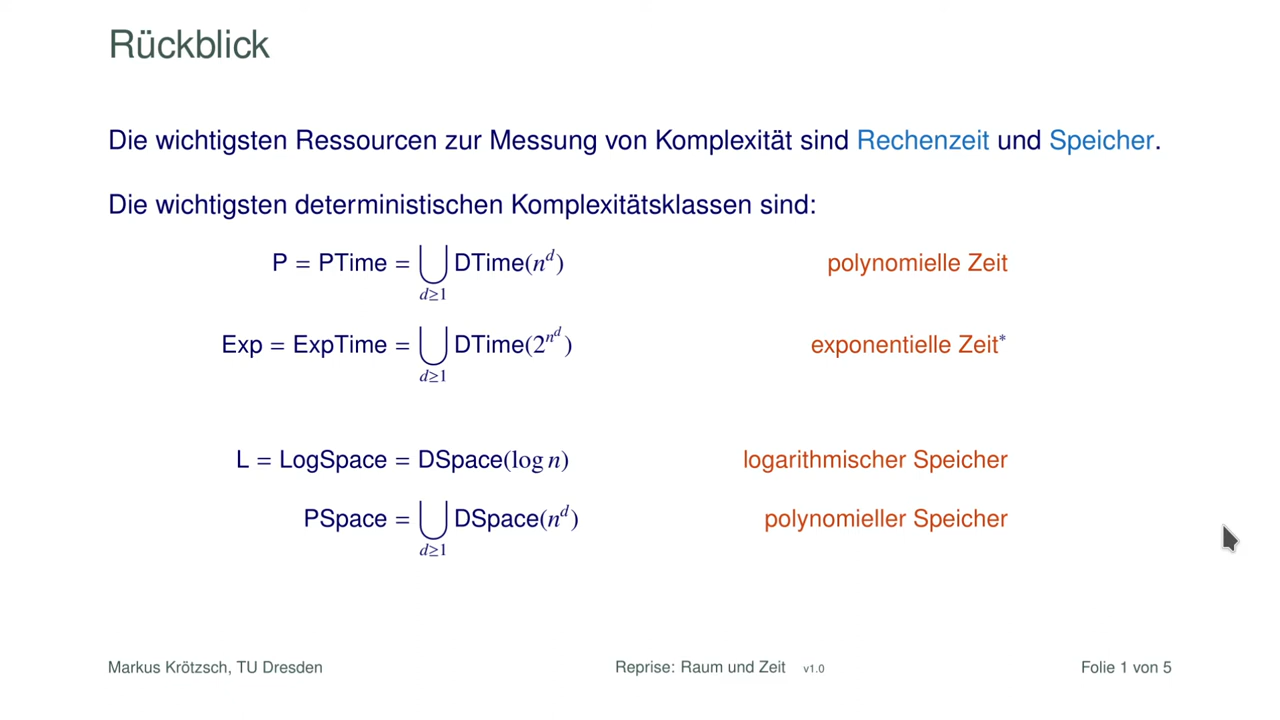 Rückblick
Die wichtigsten Ressourcen zur Messung von Komplexität sind Rechenzeit und Speicher.
Die wichtigsten deterministischen Komplexitätsklassen sind:
P = PTime = ⋃_{d≥1} DTime(n^d) polynomielle Zeit
Exp = ExpTime = ⋃_{d≥1} DTime(2^{n^d}) exponentielle Zeit*
L = LogSpace = DSpace(log n) logarithmischer Speicher
PSpace = ⋃_{d≥1} DSpace(n^d) polynomieller Speicher
Markus Krötzsch, TU Dresden Reprise: Raum und Zeit v1.0 Folie 1 von 5